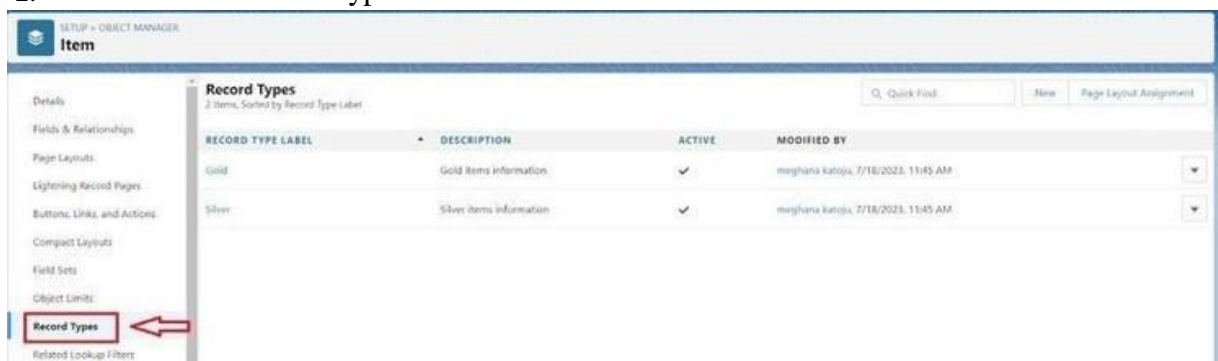 SETUP > OBJECT MANAGER
Item
Details
Fields & Relationships
Page Layouts
Lightning Record Pages
Buttons, Links, and Actions
Compact Layouts
Field Sets
Object Limits
Record Types
Related Lookup Filters
Record Types
2 Items, Sorted by Record Type Label
Quick Find
New
Page Layout Assignment
RECORD TYPE LABEL DESCRIPTION ACTIVE MODIFIED BY
Gold Gold items information ✓ meghana katoju, 7/18/2023, 11:45 AM
Silver Silver items information ✓ meghana katoju, 7/18/2023, 11:45 AM